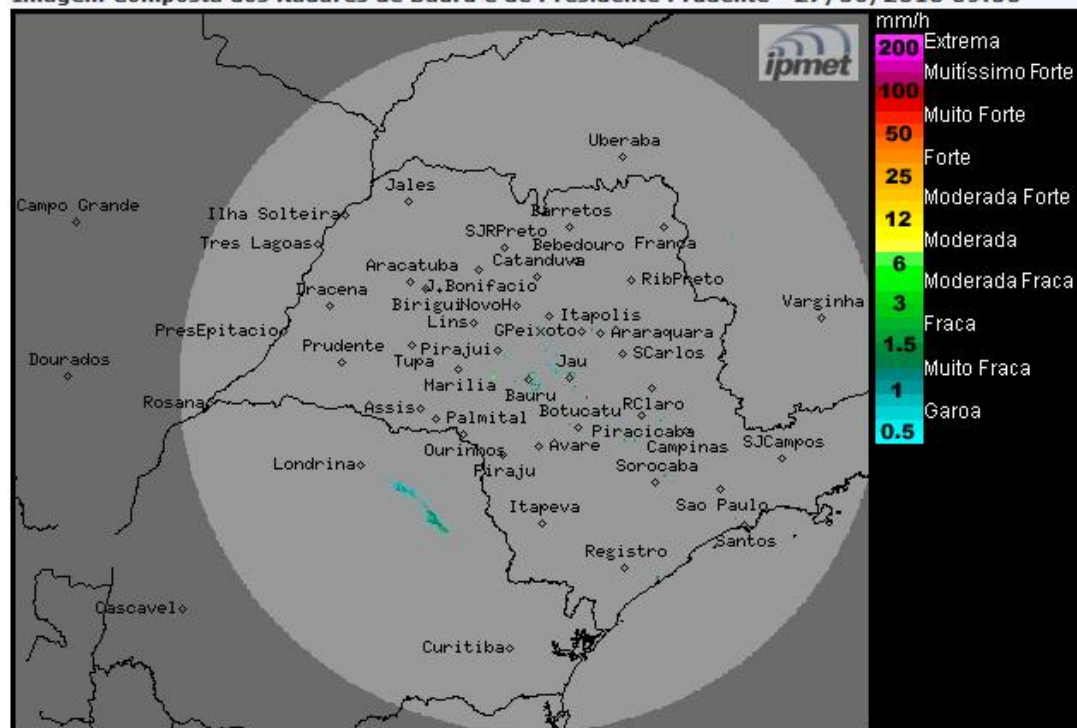 mm/h
200 Extrema
Muitíssimo Forte
100
Muito Forte
50
Forte
25
Moderada Forte
12
Moderada
6
Moderada Fraca
3
Fraca
1.5
Muito Fraca
1
Garoa
0.5
ipmet
Uberaba
Jales
Campo Grande
Ilha Solteira
Barretos
SJRPreto
Franca
Tres Lagoas
Bebedouro
Catanduva
Aracatuba
RibPreto
J.Bonifacio
Dracena
Varginha
Birigui
NovoH
Itapolis
Lins
PresEpitacio
GPeixoto
Araraquara
Prudente
Pirajui
SCarlos
Dourados
Tupa
Jau
Marilia
Bauru
Rosana
Assis
RClaro
Botucatu
Palmital
Piracicaba
SJCampos
Ourinhos
Avare
Campinas
Londrina
Piraju
Sorocaba
Sao Paulo
Itapeva
Santos
Registro
Cascavel
Curitiba